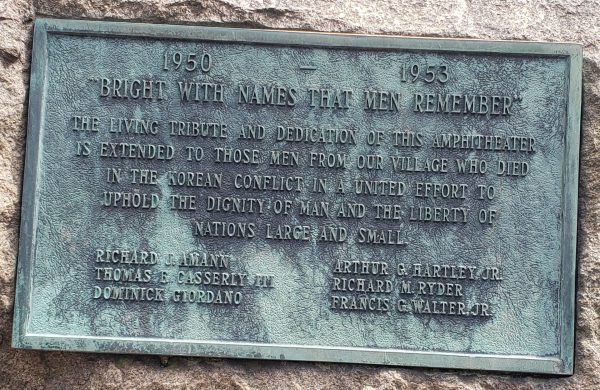 1950 — 1953
"BRIGHT WITH NAMES THAT MEN REMEMBER"
THE LIVING TRIBUTE AND DEDICATION OF THIS AMPHITHEATER
IS EXTENDED TO THOSE MEN FROM OUR VILLAGE WHO DIED
IN THE KOREAN CONFLICT IN A UNITED EFFORT TO
UPHOLD THE DIGNITY OF MAN AND THE LIBERTY OF
NATIONS LARGE AND SMALL.
RICHARD J. AMANN
THOMAS F. CASSERLY III
DOMINICK GIORDANO
ARTHUR G. HARTLEY, JR.
RICHARD M. RYDER
FRANCIS G. WALTER, JR.